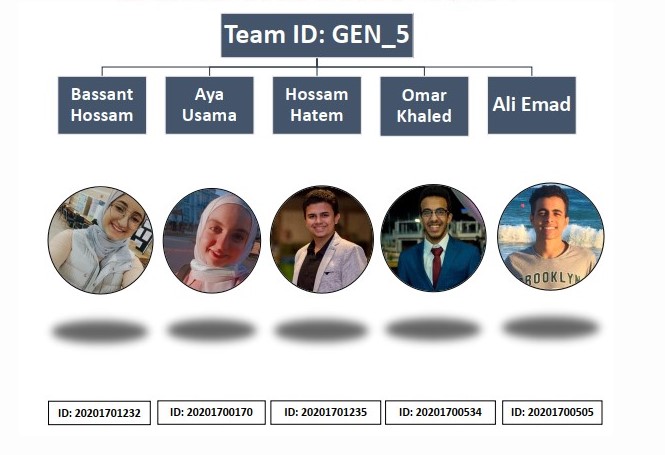 Team ID: GEN_5
Bassant
Hossam
Aya
Usama
Hossam
Hatem
Omar
Khaled
Ali Emad
ROOKLYN
ID: 20201701232
ID: 20201700170
ID: 20201701235
ID: 20201700534
ID: 20201700505